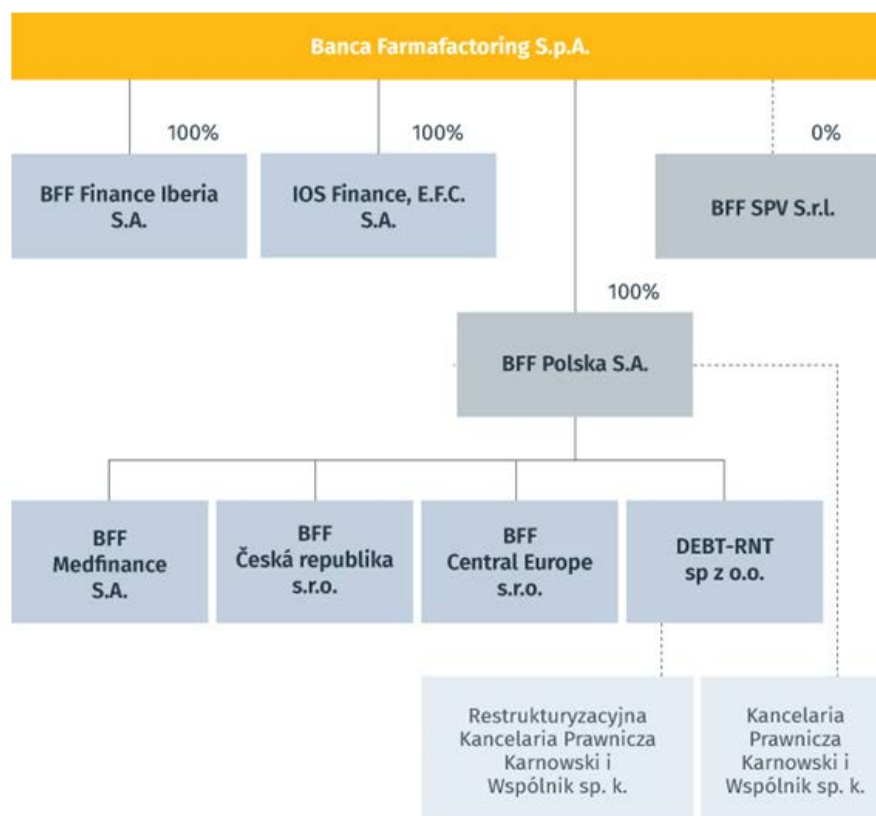 Banca Farmafactoring S.p.A.
100%
100%
0%
BFF Finance Iberia
S.A.
IOS Finance, E.F.C.
S.A.
BFF SPV S.r.l.
100%
BFF Polska S.A.
BFF
Medfinance
S.A.
BFF
Česká republika
s.r.o.
BFF
Central Europe
s.r.o.
DEBT-RNT
sp z o.o.
Restrukturyzacyjna
Kancelaria Prawnicza
Karnowski i
Wspólnik sp. k.
Kancelaria
Prawnicza
Karnowski i
Wspólnik sp. k.